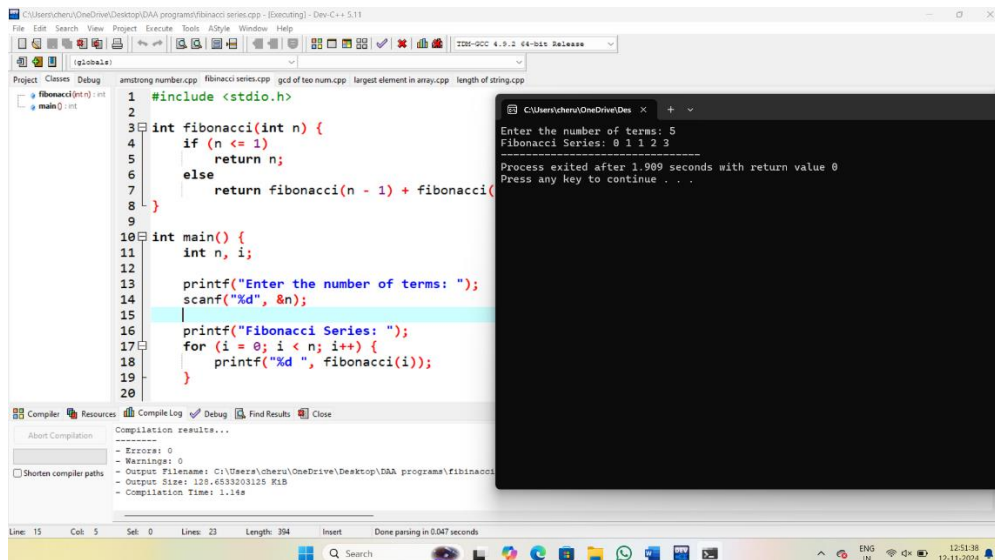 C:\Users\cheru\OneDrive\Desktop\DAA programs\fibinacci series.cpp - [Executing] - Dev-C++ 5.11
File Edit Search View Project Execute Tools AStyle Window Help
TDM-GCC 4.9.2 64-bit Release
(globals)
Project Classes Debug
amstrong number.cpp fibinacci series.cpp gcd of teo num.cpp largest element in array.cpp length of string.cpp
fibonacci (int n) : int
main () : int
1 #include <stdio.h>
2
3 int fibonacci(int n) {
4 if (n <= 1)
5 return n;
6 else
7 return fibonacci(n - 1) + fibonacci(
8 }
9
10 int main() {
11 int n, i;
12
13 printf("Enter the number of terms: ");
14 scanf("%d", &n);
15
16 printf("Fibonacci Series: ");
17 for (i = 0; i < n; i++) {
18 printf("%d ", fibonacci(i));
19 }
20
C:\Users\cheru\OneDrive\Des
Enter the number of terms: 5
Fibonacci Series: 0 1 1 2 3
--------------------------------
Process exited after 1.909 seconds with return value 0
Press any key to continue . . .
Compiler Resources Compile Log Debug Find Results Close
Abort Compilation
Shorten compiler paths
Compilation results...
--------
- Errors: 0
- Warnings: 0
- Output Filename: C:\Users\cheru\OneDrive\Desktop\DAA programs\fibinacci
- Output Size: 128.6533203125 KiB
- Compilation Time: 1.14s
Line: 15 Col: 5 Sel: 0 Lines: 23 Length: 394 Insert Done parsing in 0.047 seconds
Search
ENG
IN
12:51:38
12-11-2024